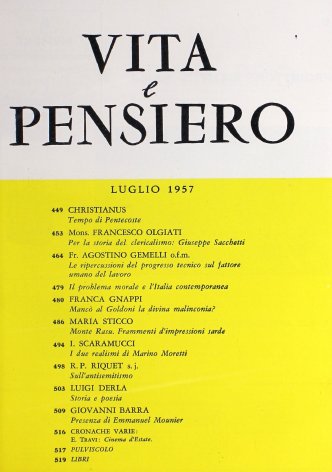 VITA
e
PENSIERO
LUGLIO 1957
449 CHRISTIANUS
Tempo di Pentecoste
453 Mons. FRANCESCO OLGIATI
Per la storia del clericalismo: Giuseppe Sacchetti
464 Fr. AGOSTINO GEMELLI o.f.m.
Le ripercussioni del progresso tecnico sul fattore
umano del lavoro
479 Il problema morale e l'Italia contemporanea
480 FRANCA GNAPPI
Mancò al Goldoni la divina malinconia?
486 MARIA STICCO
Monte Rasu. Frammenti d'impressioni sarde
494 I. SCARAMUCCI
I due realismi di Marino Moretti
498 R. P. RIQUET s. j.
Sull'antisemitismo
503 LUIGI DERLA
Storia e poesia
509 GIOVANNI BARRA
Presenza di Emmanuel Mounier
516 CRONACHE VARIE:
E. TRAVI: Cinema d'Estate.
517 PULVISCOLO
519 LIBRI